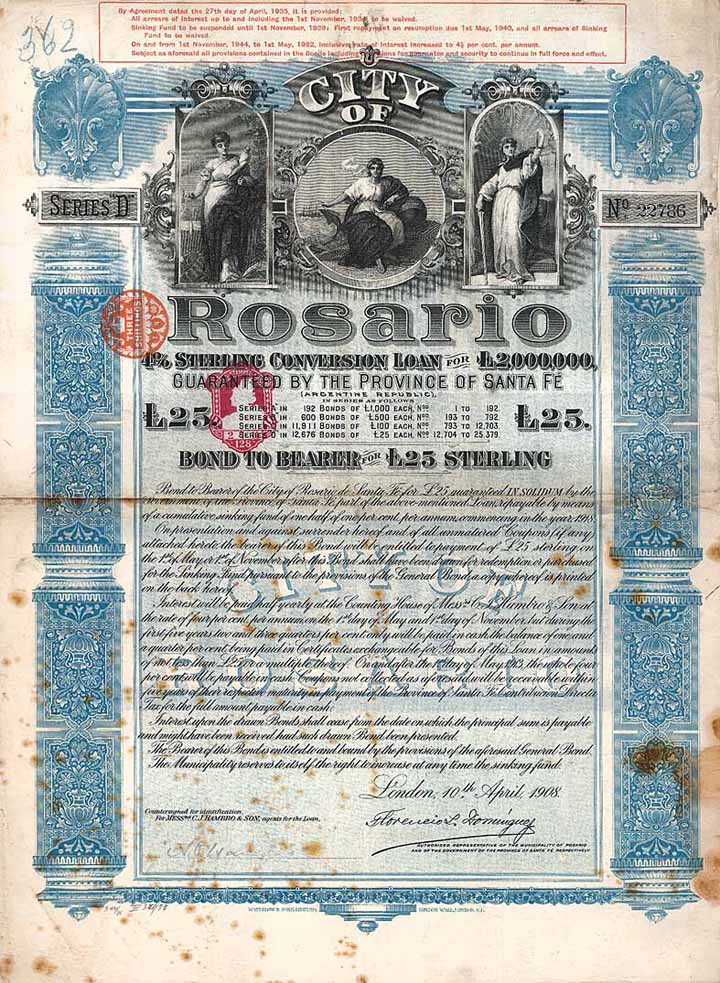 By Agreement dated the 27th day of April, 1935, it is provided:
All arrears of Interest up to and including the 1st November, 1934, to be waived.
Sinking Fund to be suspended until 1st November, 1939; First repayment on resumption due 1st May, 1940, and all arrears of Sinking
Fund to be waived.
On and from 1st November, 1944, to 1st May, 1982, inclusive rate of Interest increased to 4½ per cent. per annum.
Subject as aforesaid all provisions contained in the Bonds including guarantee and security to continue in full force and effect.
362
CITY
OF
SERIES "D"
No 22786
Rosario
THREE
4% STERLING CONVERSION LOAN FOR £2,000,000,
GUARANTEED BY THE PROVINCE OF SANTA FÉ
(ARGENTINE REPUBLIC).
IN SERIES AS FOLLOWS
£25.
SERIES A IN 192 BONDS OF £1,000 EACH, Nos 1 TO 192.
600 BONDS OF £500 EACH, Nos 193 TO 792.
SERIES C IN 11,911 BONDS OF £100 EACH, Nos 793 TO 12,703.
SERIES D IN 12,676 BONDS OF £25 EACH, Nos 12,704 TO 25,379.
£25.
BOND TO BEARER FOR £25 STERLING
Bond to Bearer of the City of Rosario de Santa Fé for £25 guaranteed IN SOLIDUM by the
Government of the Province of Santa Fé, part of the above-mentioned Loan, repayable by means
of a cumulative sinking fund of one half of one per cent. per annum, commencing in the year 1918.
On presentation and against surrender hereof and of all unmatured Coupons (if any)
attached hereto, the bearer of this Bond will be entitled to payment of £25 sterling on
the 1st of May or 1st of November after this Bond shall have been drawn for redemption or purchased
for the Sinking Fund pursuant to the provisions of the General Bond, a copy whereof is printed
on the back hereof.
Interest will be paid half yearly at the Counting House of Messrs C. J. Hambro & Son at
the rate of four per cent. per annum, on the 1st day of May and 1st day of November, but during the
first five years two and three quarters per cent only will be paid in cash, the balance of one and
a quarter per cent. being paid in Certificates exchangeable for Bonds of this Loan in amounts
of not less than £25 or a multiple thereof. On and after the 1st day of May, 1913, the whole four
per cent. will be payable in cash. Coupons not collected as aforesaid will be receivable within
five years of their respective maturity in payment of the Province of Santa Fé Contribucion Directa
Tax for the full amount payable in cash.
Interest upon the drawn Bonds shall cease from the date on which the principal sum is payable
and might have been received had such drawn Bond been presented.
The Bearer of this Bond is entitled to and bound by the provisions of the aforesaid General Bond.
The Municipality reserves to itself the right to increase at any time the sinking fund.
London, 10th April, 1908.
Countersigned for identification.
For MESSRS C. J. HAMBRO & SON, agents for the Loan,
Florencio L. Dominguez
AUTHORISED REPRESENTATIVE OF THE MUNICIPALITY OF ROSARIO
AND OF THE GOVERNMENT OF THE PROVINCE OF SANTA FÉ RESPECTIVELY
LONDON WALL, LONDON, E.C.